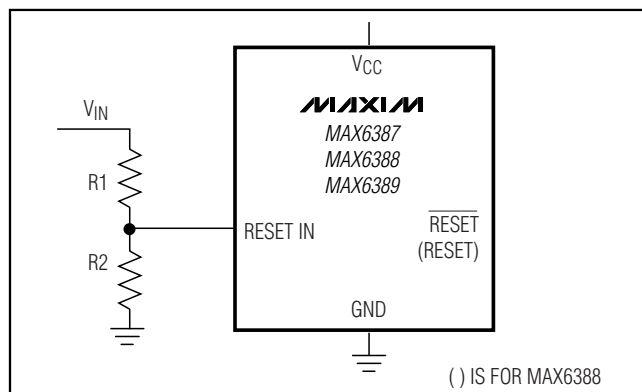 VCC
MAXIM
VIN
MAX6387
MAX6388
R1
MAX6389
RESET
RESET IN
(RESET)
R2
GND
( ) IS FOR MAX6388